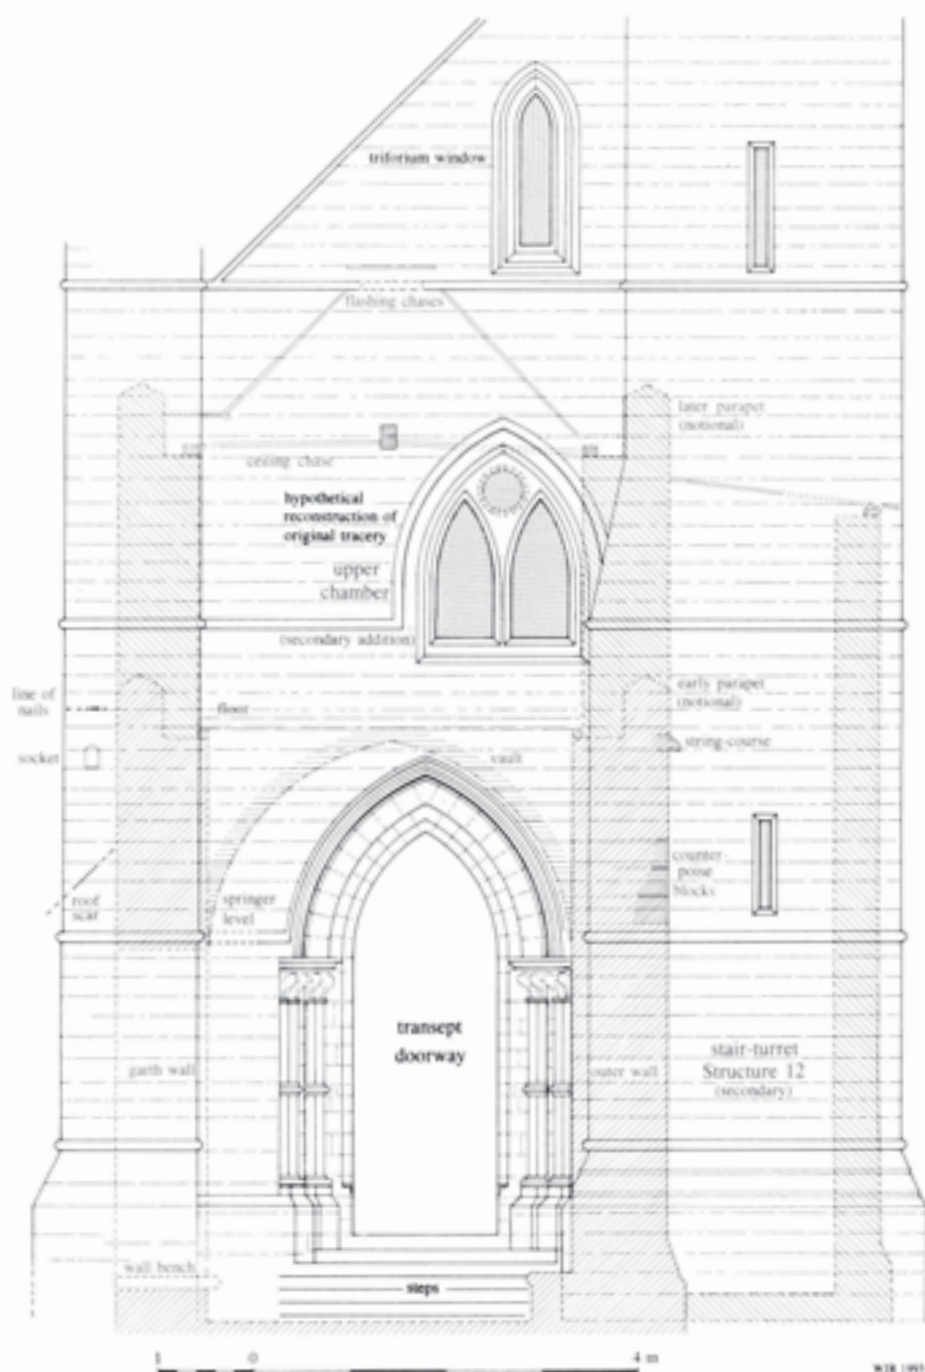 triforium window
flashing chases
later parapet
(notional)
ceiling chase
hypothetical
reconstruction of
original tracery
upper
chamber
(secondary addition)
line of
nails
floor
early parapet
(notional)
string-course
socket
vault
counter-
poise
blocks
roof
scar
springer
level
transept
doorway
garth wall
outer wall
stair-turret
Structure 12
(secondary)
wall bench
steps
1 0 4 m
WJR 1993